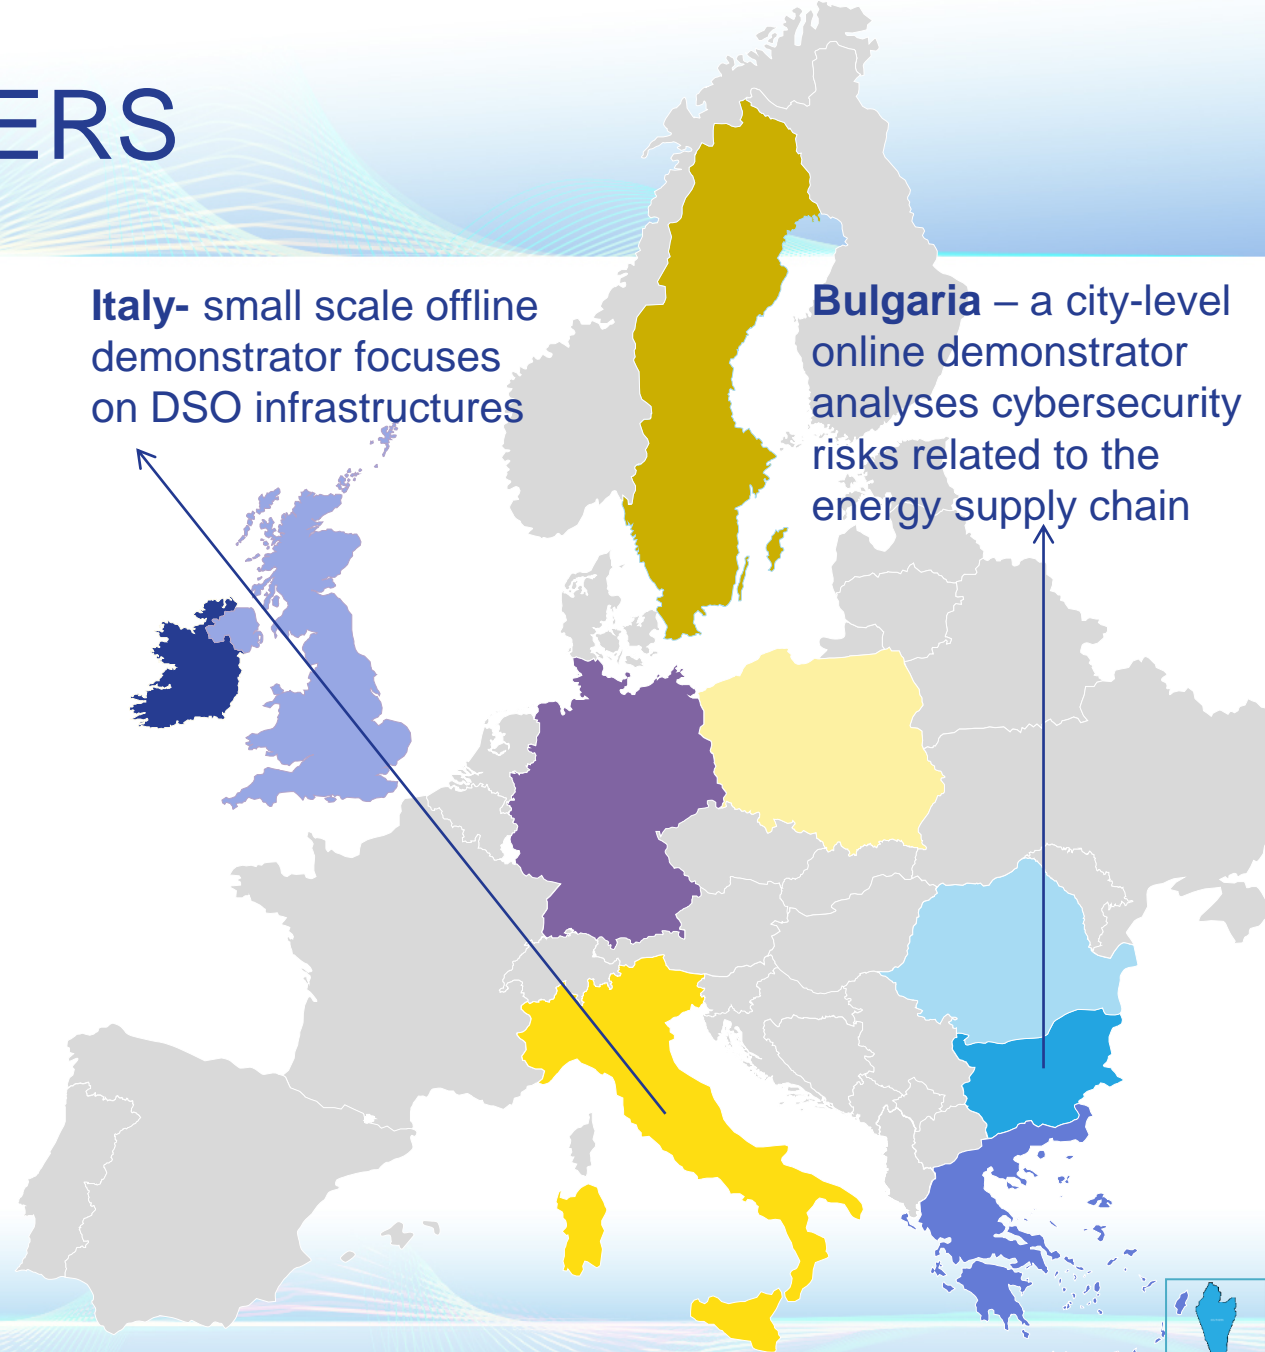 ERS
Italy- small scale offline
demonstrator focuses
on DSO infrastructures
Bulgaria – a city-level
online demonstrator
analyses cybersecurity
risks related to the
energy supply chain